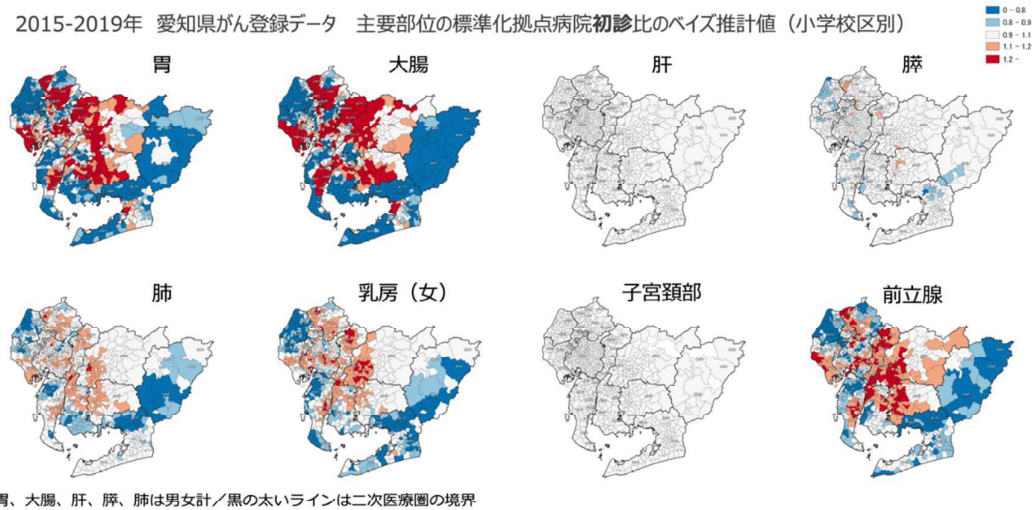 2015-2019年 愛知県がん登録データ 主要部位の標準化拠点病院初診比のベイズ推計値（小学校区別）
0 - 0.8
0.8 - 0.9
0.9 - 1.1
1.1 - 1.2
1.2 -
胃
大腸
肝
膵
肺
乳房（女）
子宮頚部
前立腺
胃、大腸、肝、膵、肺は男女計／黒の太いラインは二次医療圏の境界